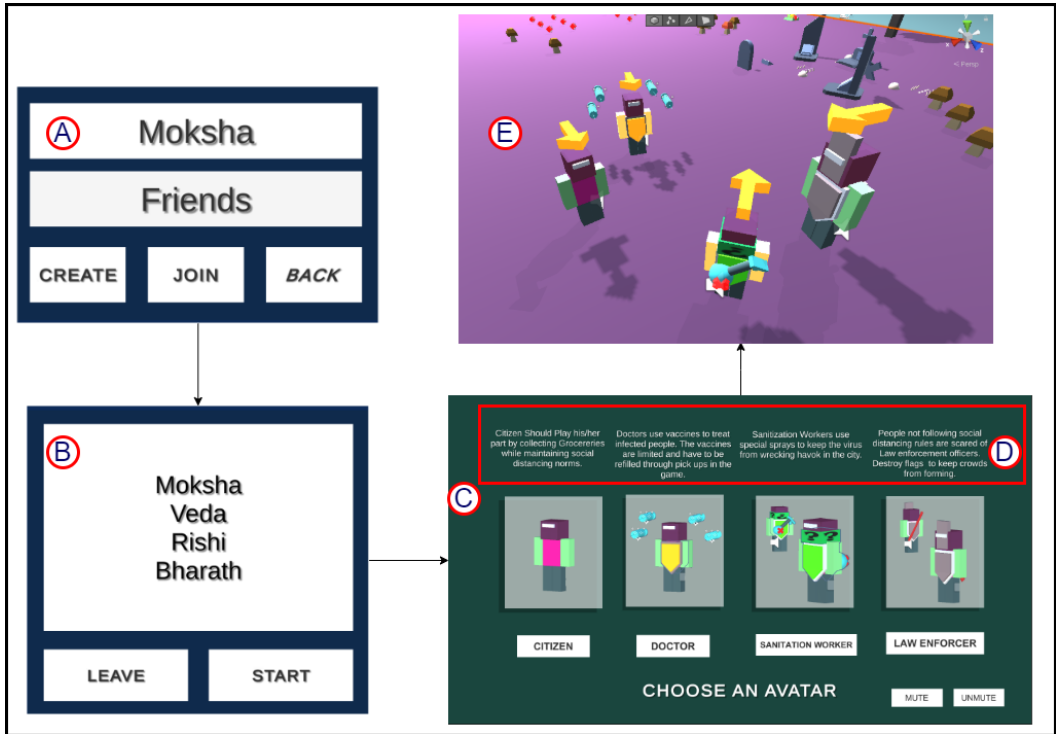 A
Moksha
Friends
CREATE
JOIN
BACK
B
Moksha
Veda
Rishi
Bharath
LEAVE
START
E
< Persp
x
z
Citizen Should Play his/her
part by collecting Grocereries
while maintaining social
distancing norms.
Doctors use vaccines to treat
infected people. The vaccines
are limited and have to be
refilled through pick ups in the
game.
Sanitization Workers use
special sprays to keep the virus
from wrecking havok in the city.
People not following social
distancing rules are scared of
Law enforcement officers.
Destroy flags to keep crowds
from forming.
D
C
? ?
? ?
CITIZEN
DOCTOR
SANITATION WORKER
LAW ENFORCER
CHOOSE AN AVATAR
MUTE
UNMUTE